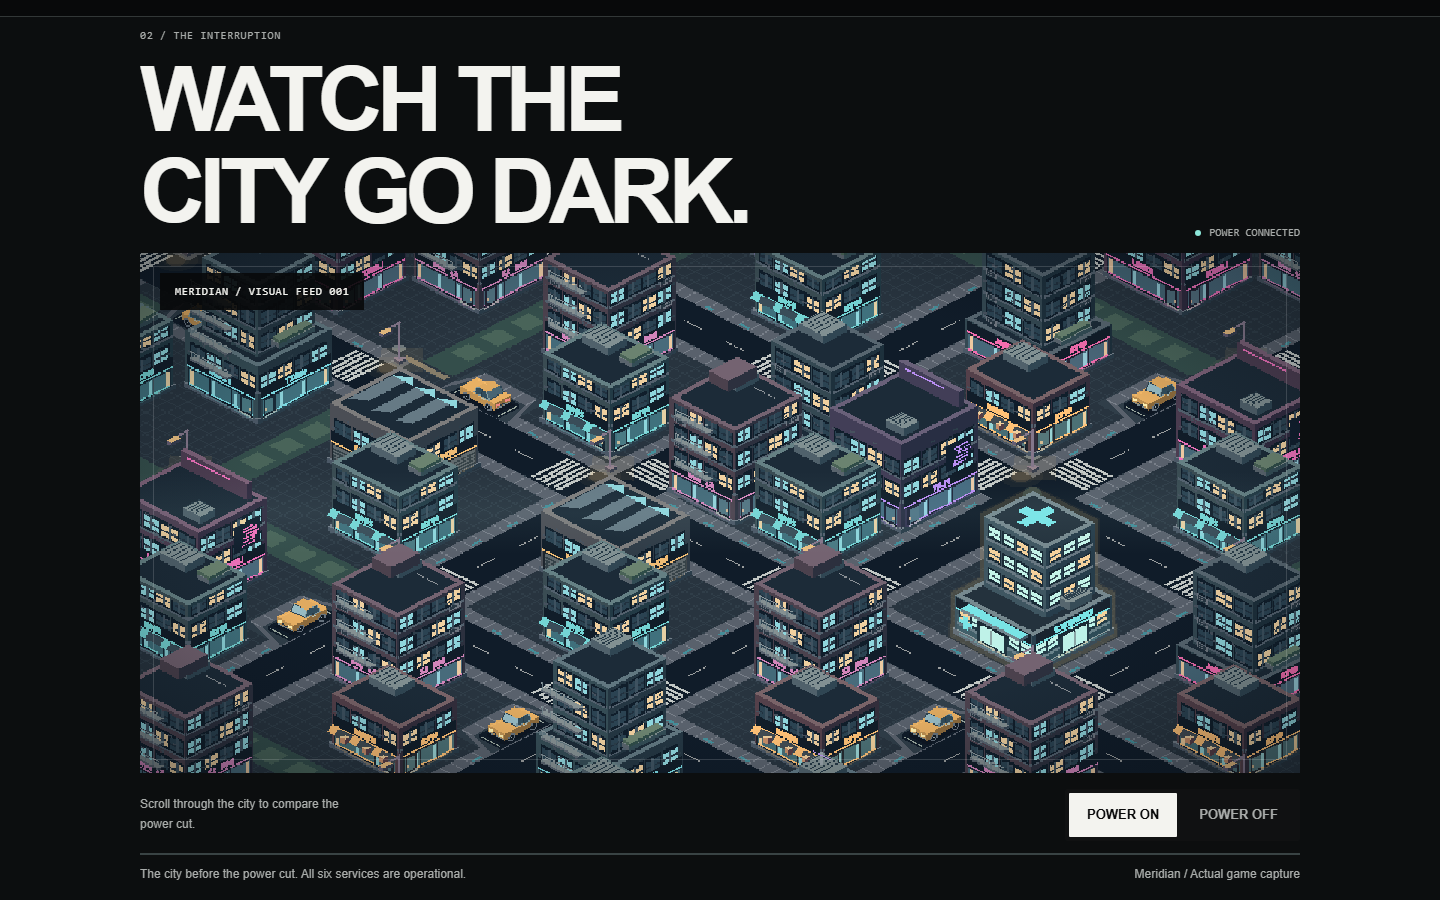 02 / THE INTERRUPTION
WATCH THE
CITY GO DARK.
POWER CONNECTED
MERIDIAN / VISUAL FEED 001
Scroll through the city to compare the
power cut.
POWER ON
POWER OFF
The city before the power cut. All six services are operational.
Meridian / Actual game capture